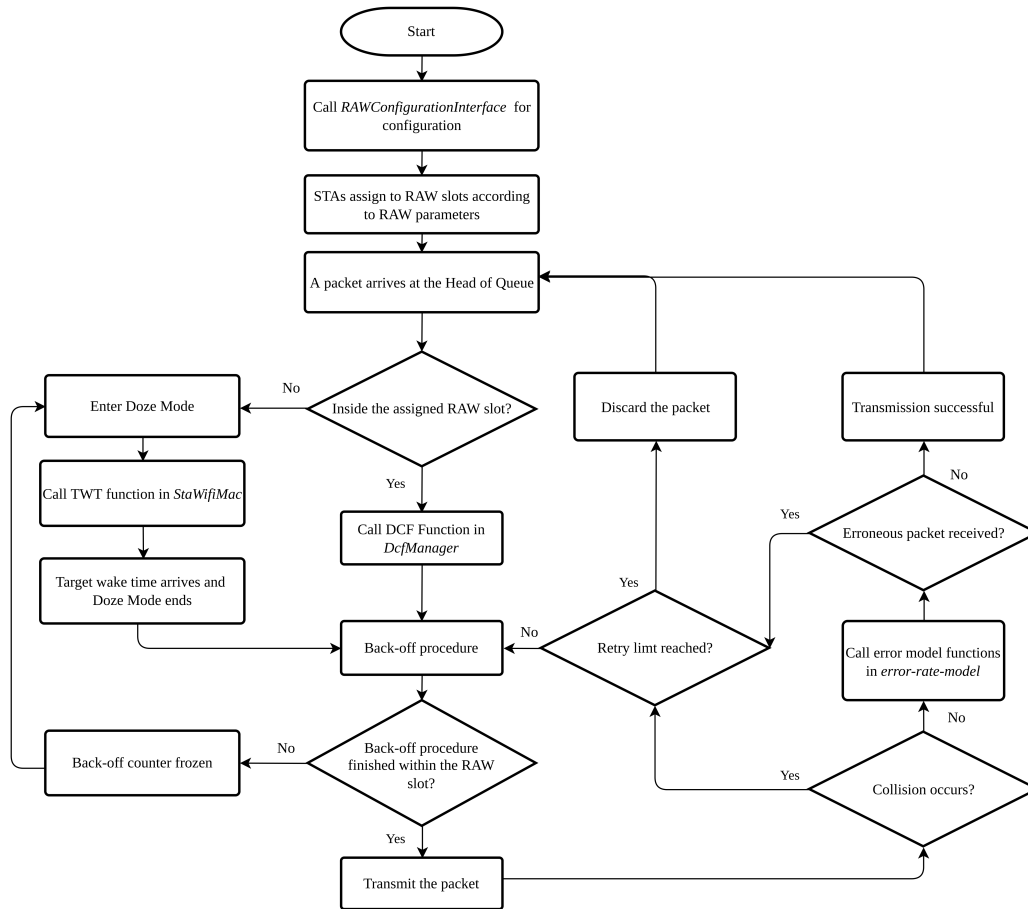 Start
Call RAWConfigurationInterface for
configuration
STAs assign to RAW slots according
to RAW parameters
A packet arrives at the Head of Queue
No
Inside the assigned RAW slot?
Yes
Enter Doze Mode
Call TWT function in StaWifiMac
Target wake time arrives and
Doze Mode ends
Call DCF Function in
DcfManager
Back-off procedure
Back-off procedure
finished within the RAW
slot?
No
Back-off counter frozen
Yes
Transmit the packet
Discard the packet
Yes
Retry limt reached?
No
Transmission successful
No
Yes
Erroneous packet received?
Call error model functions
in error-rate-model
No
Yes
Collision occurs?